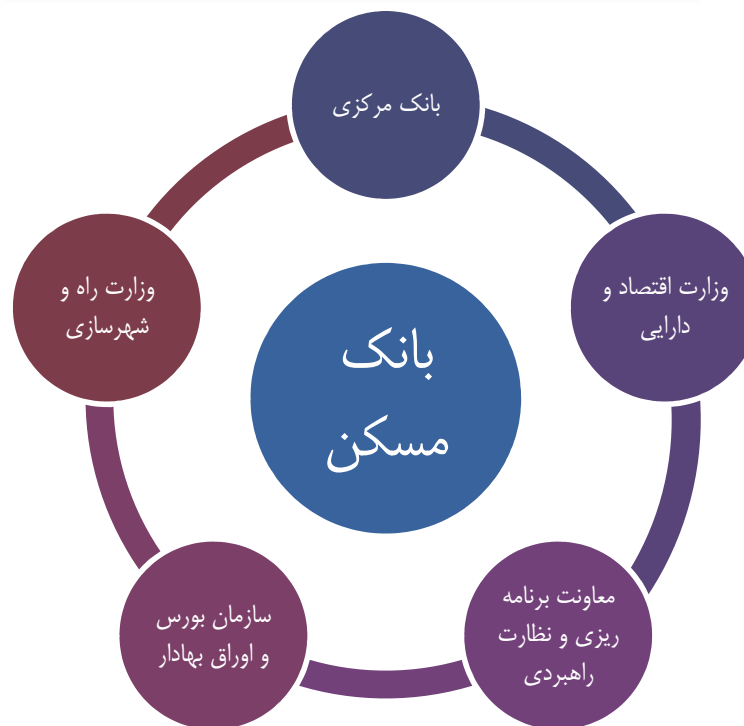 بانک مرکزی
وزارت اقتصاد و
دارایی
معاونت برنامه
ریزی و نظارت
راهبردی
سازمان بورس
و اوراق بهادار
وزارت راه و
شهرسازی
بانک
مسکن